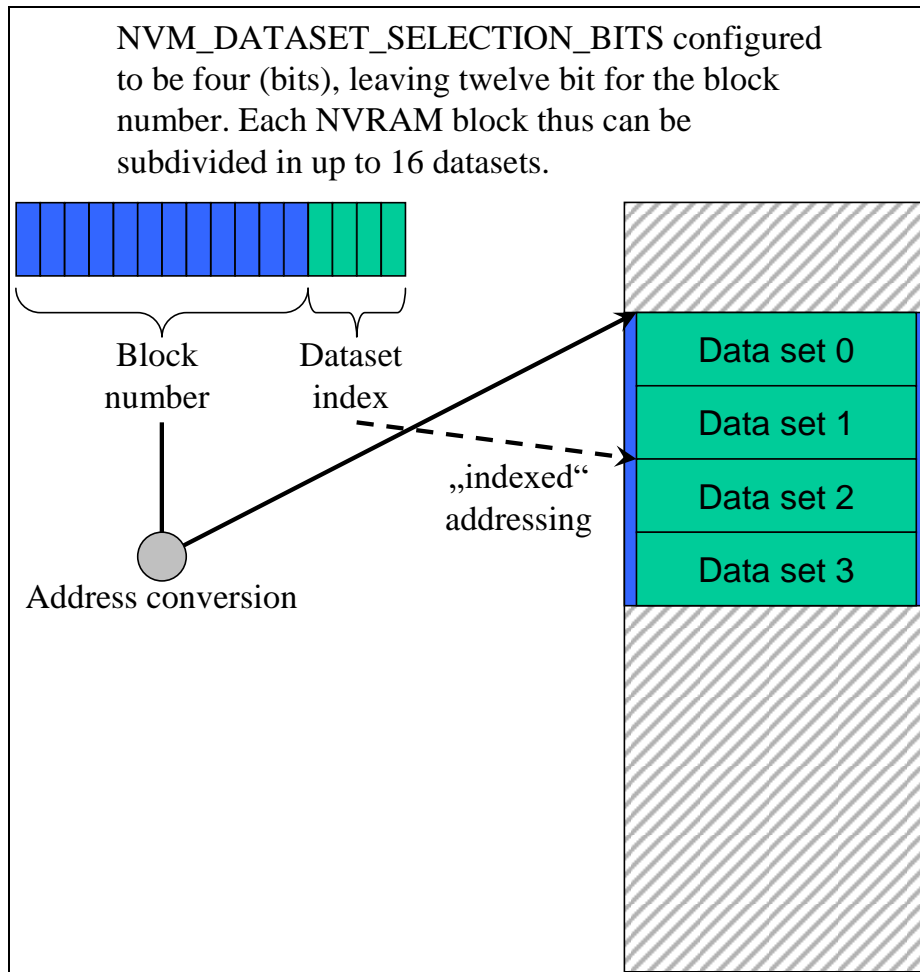 NVM_DATASET_SELECTION_BITS configured
to be four (bits), leaving twelve bit for the block
number. Each NVRAM block thus can be
subdivided in up to 16 datasets.
Block
number
Dataset
index
„indexed“
addressing
Address conversion
Data set 0
Data set 1
Data set 2
Data set 3